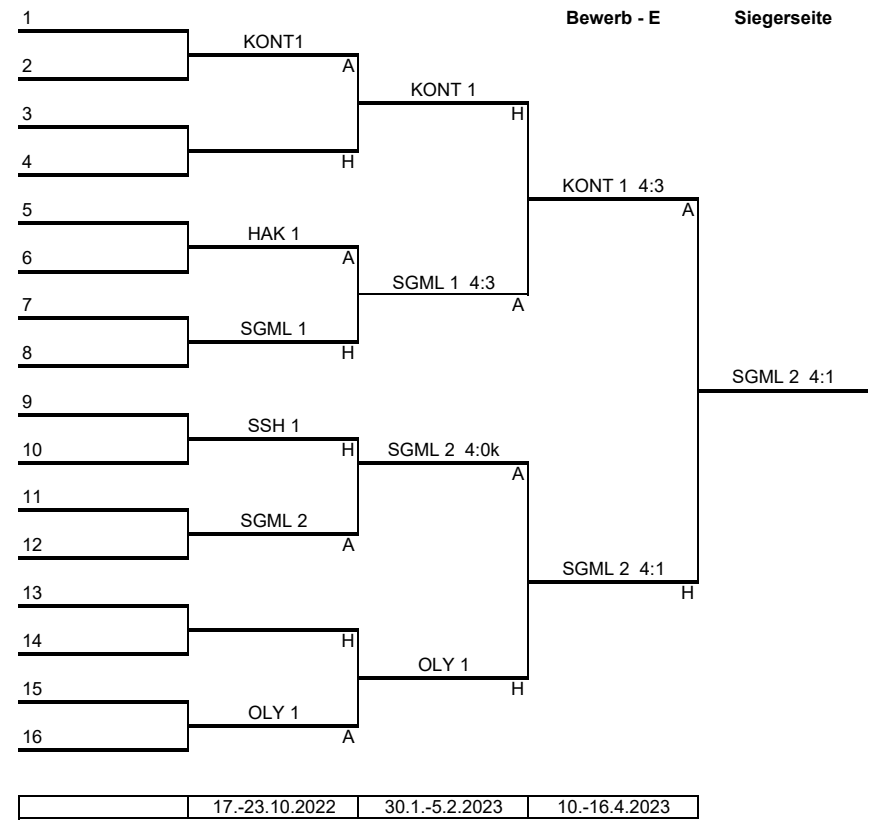 1 Bewerb - E Siegerseite
KONT1
2 A
KONT 1
3 H
4 H
KONT 1 4:3
5 A
HAK 1
6 A
SGML 1 4:3
7 A
SGML 1
8 H
SGML 2 4:1
9
SSH 1
10 H SGML 2 4:0k
A
11
SGML 2
12 A
SGML 2 4:1
13 H
14 H
OLY 1
15 H
OLY 1
16 A
17.-23.10.2022 30.1.-5.2.2023 10.-16.4.2023